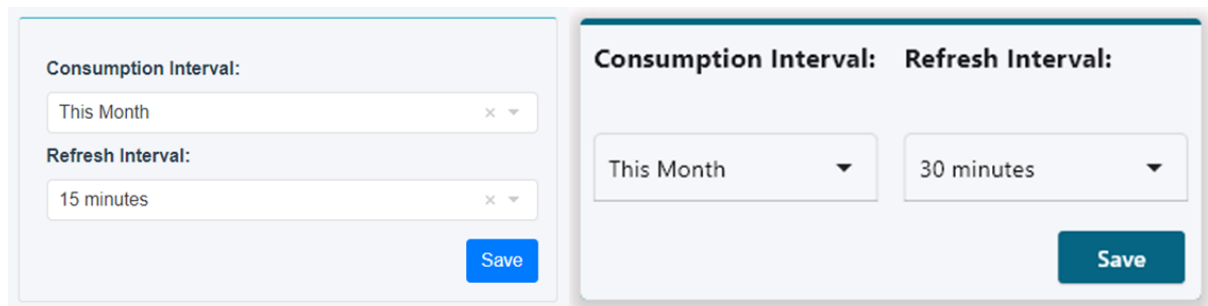 Consumption Interval:
This Month
Refresh Interval:
15 minutes
Save
Consumption Interval: Refresh Interval:
This Month 30 minutes
Save